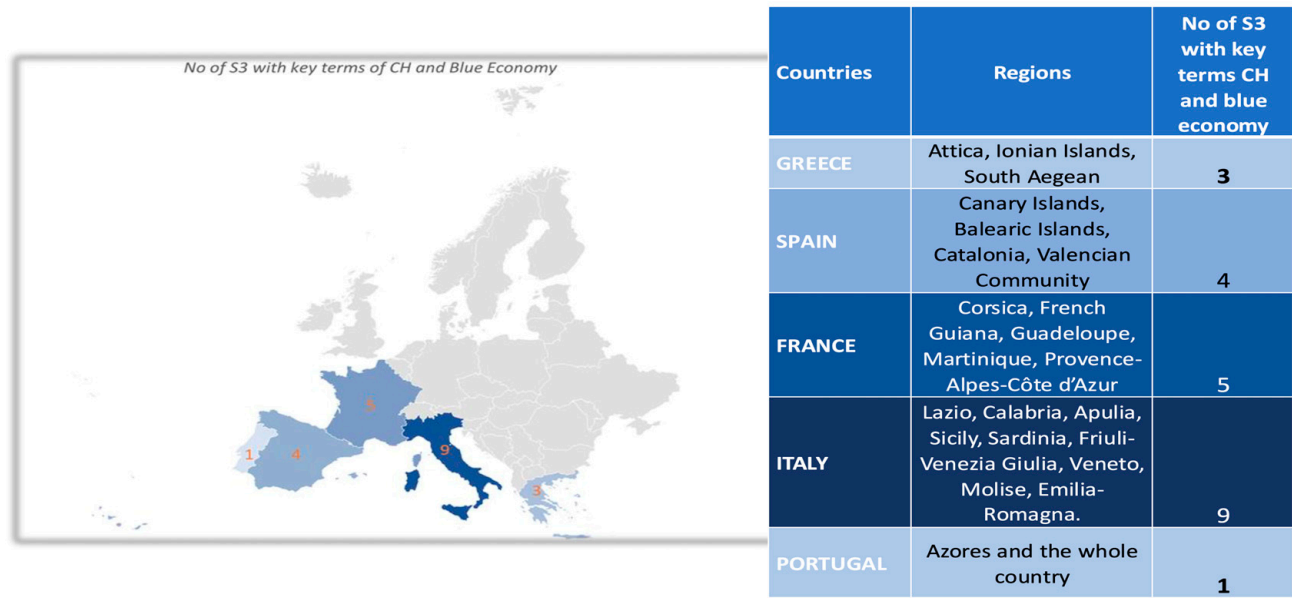 No of S3 with key terms of CH and Blue Economy
5
1
4
9
3
Countries
Regions
No of S3
with key
terms CH
and blue
economy
GREECE
Attica, Ionian Islands,
South Aegean
3
SPAIN
Canary Islands,
Balearic Islands,
Catalonia, Valencian
Community
4
FRANCE
Corsica, French
Guiana, Guadeloupe,
Martinique, Provence-
Alpes-Côte d’Azur
5
ITALY
Lazio, Calabria, Apulia,
Sicily, Sardinia, Friuli-
Venezia Giulia, Veneto,
Molise, Emilia-
Romagna.
9
PORTUGAL
Azores and the whole
country
1